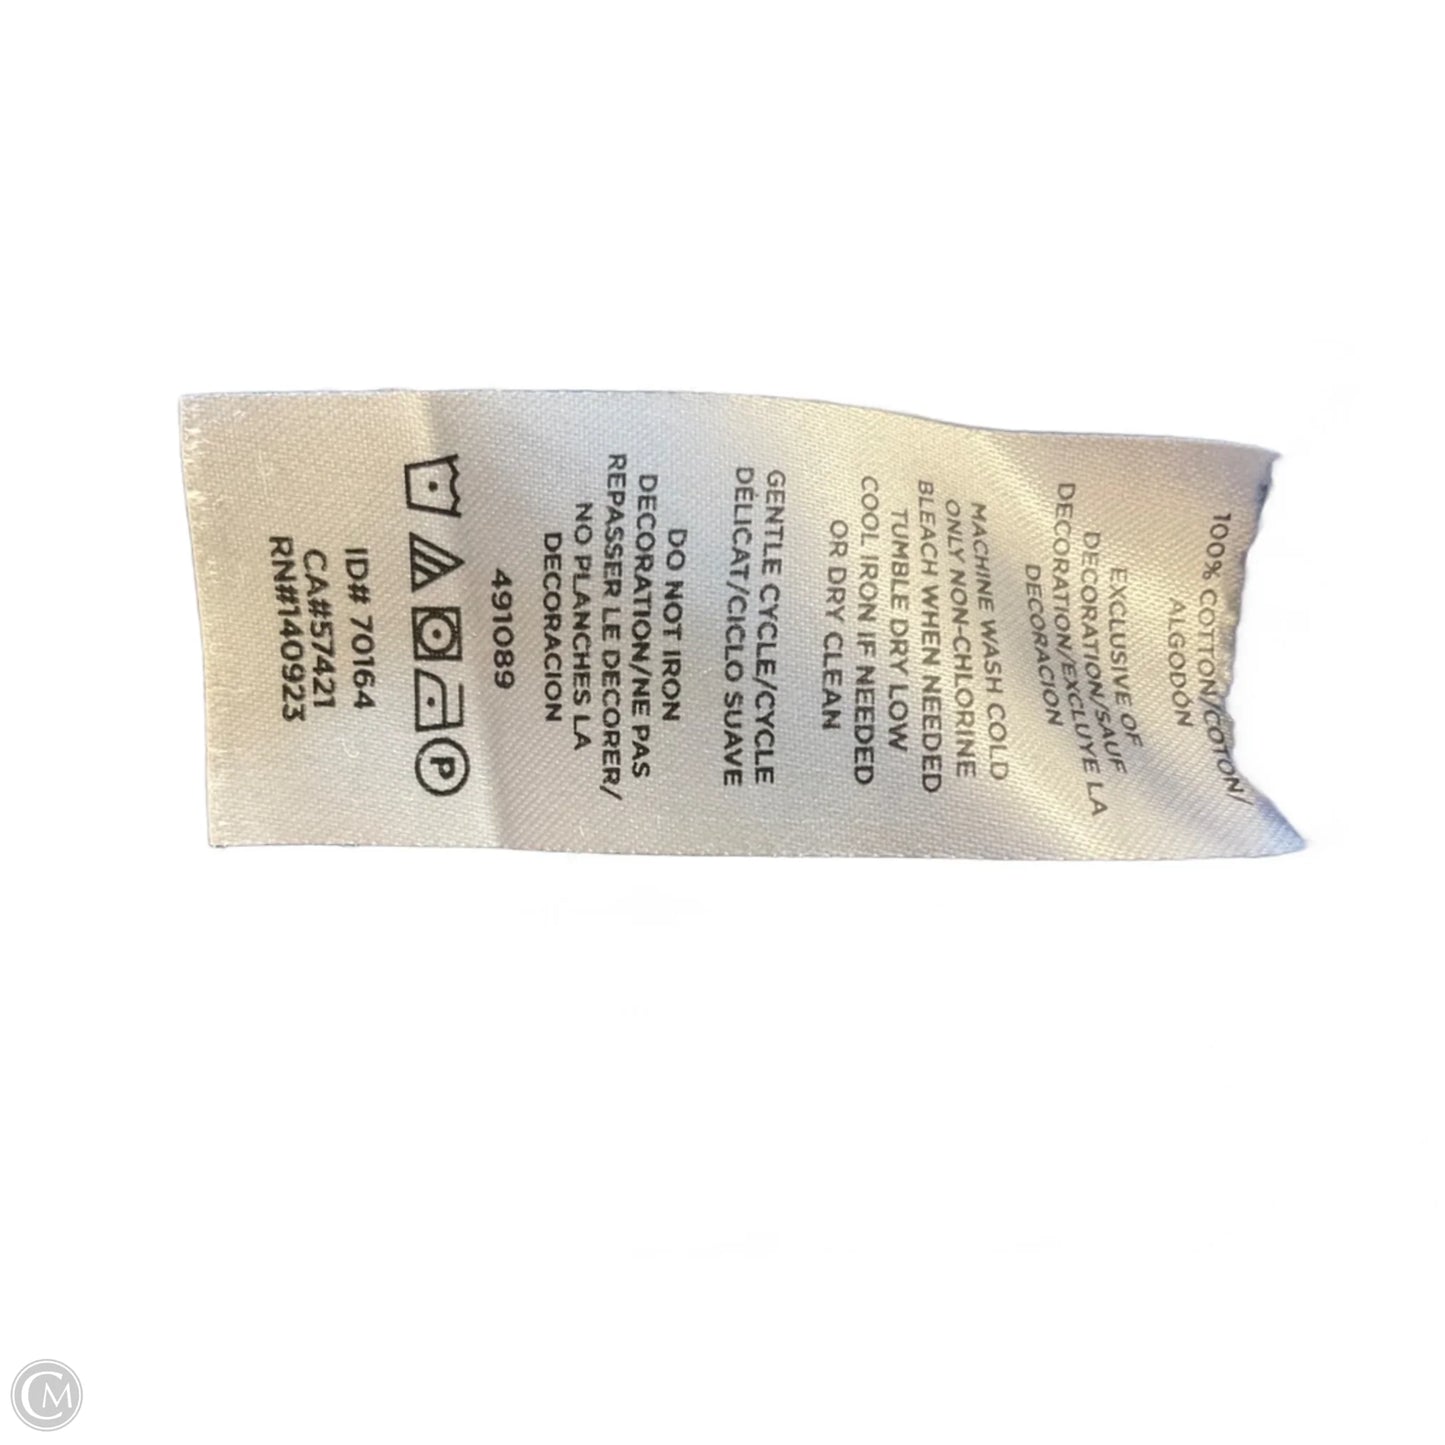 100% COTTON/COTON/
ALGODÓN
EXCLUSIVE OF
DECORATION/SAUF
DECORATION/EXCLUYE LA
DECORACION
MACHINE WASH COLD
ONLY NON-CHLORINE
BLEACH WHEN NEEDED
TUMBLE DRY LOW
COOL IRON IF NEEDED
OR DRY CLEAN
GENTLE CYCLE/CYCLE
DÉLICAT/CICLO SUAVE
DO NOT IRON
DECORATION/NE PAS
REPASSER LE DECORER/
NO PLANCHES LA
DECORACION
491089
P
ID# 70164
CA#57421
RN#140923
CM